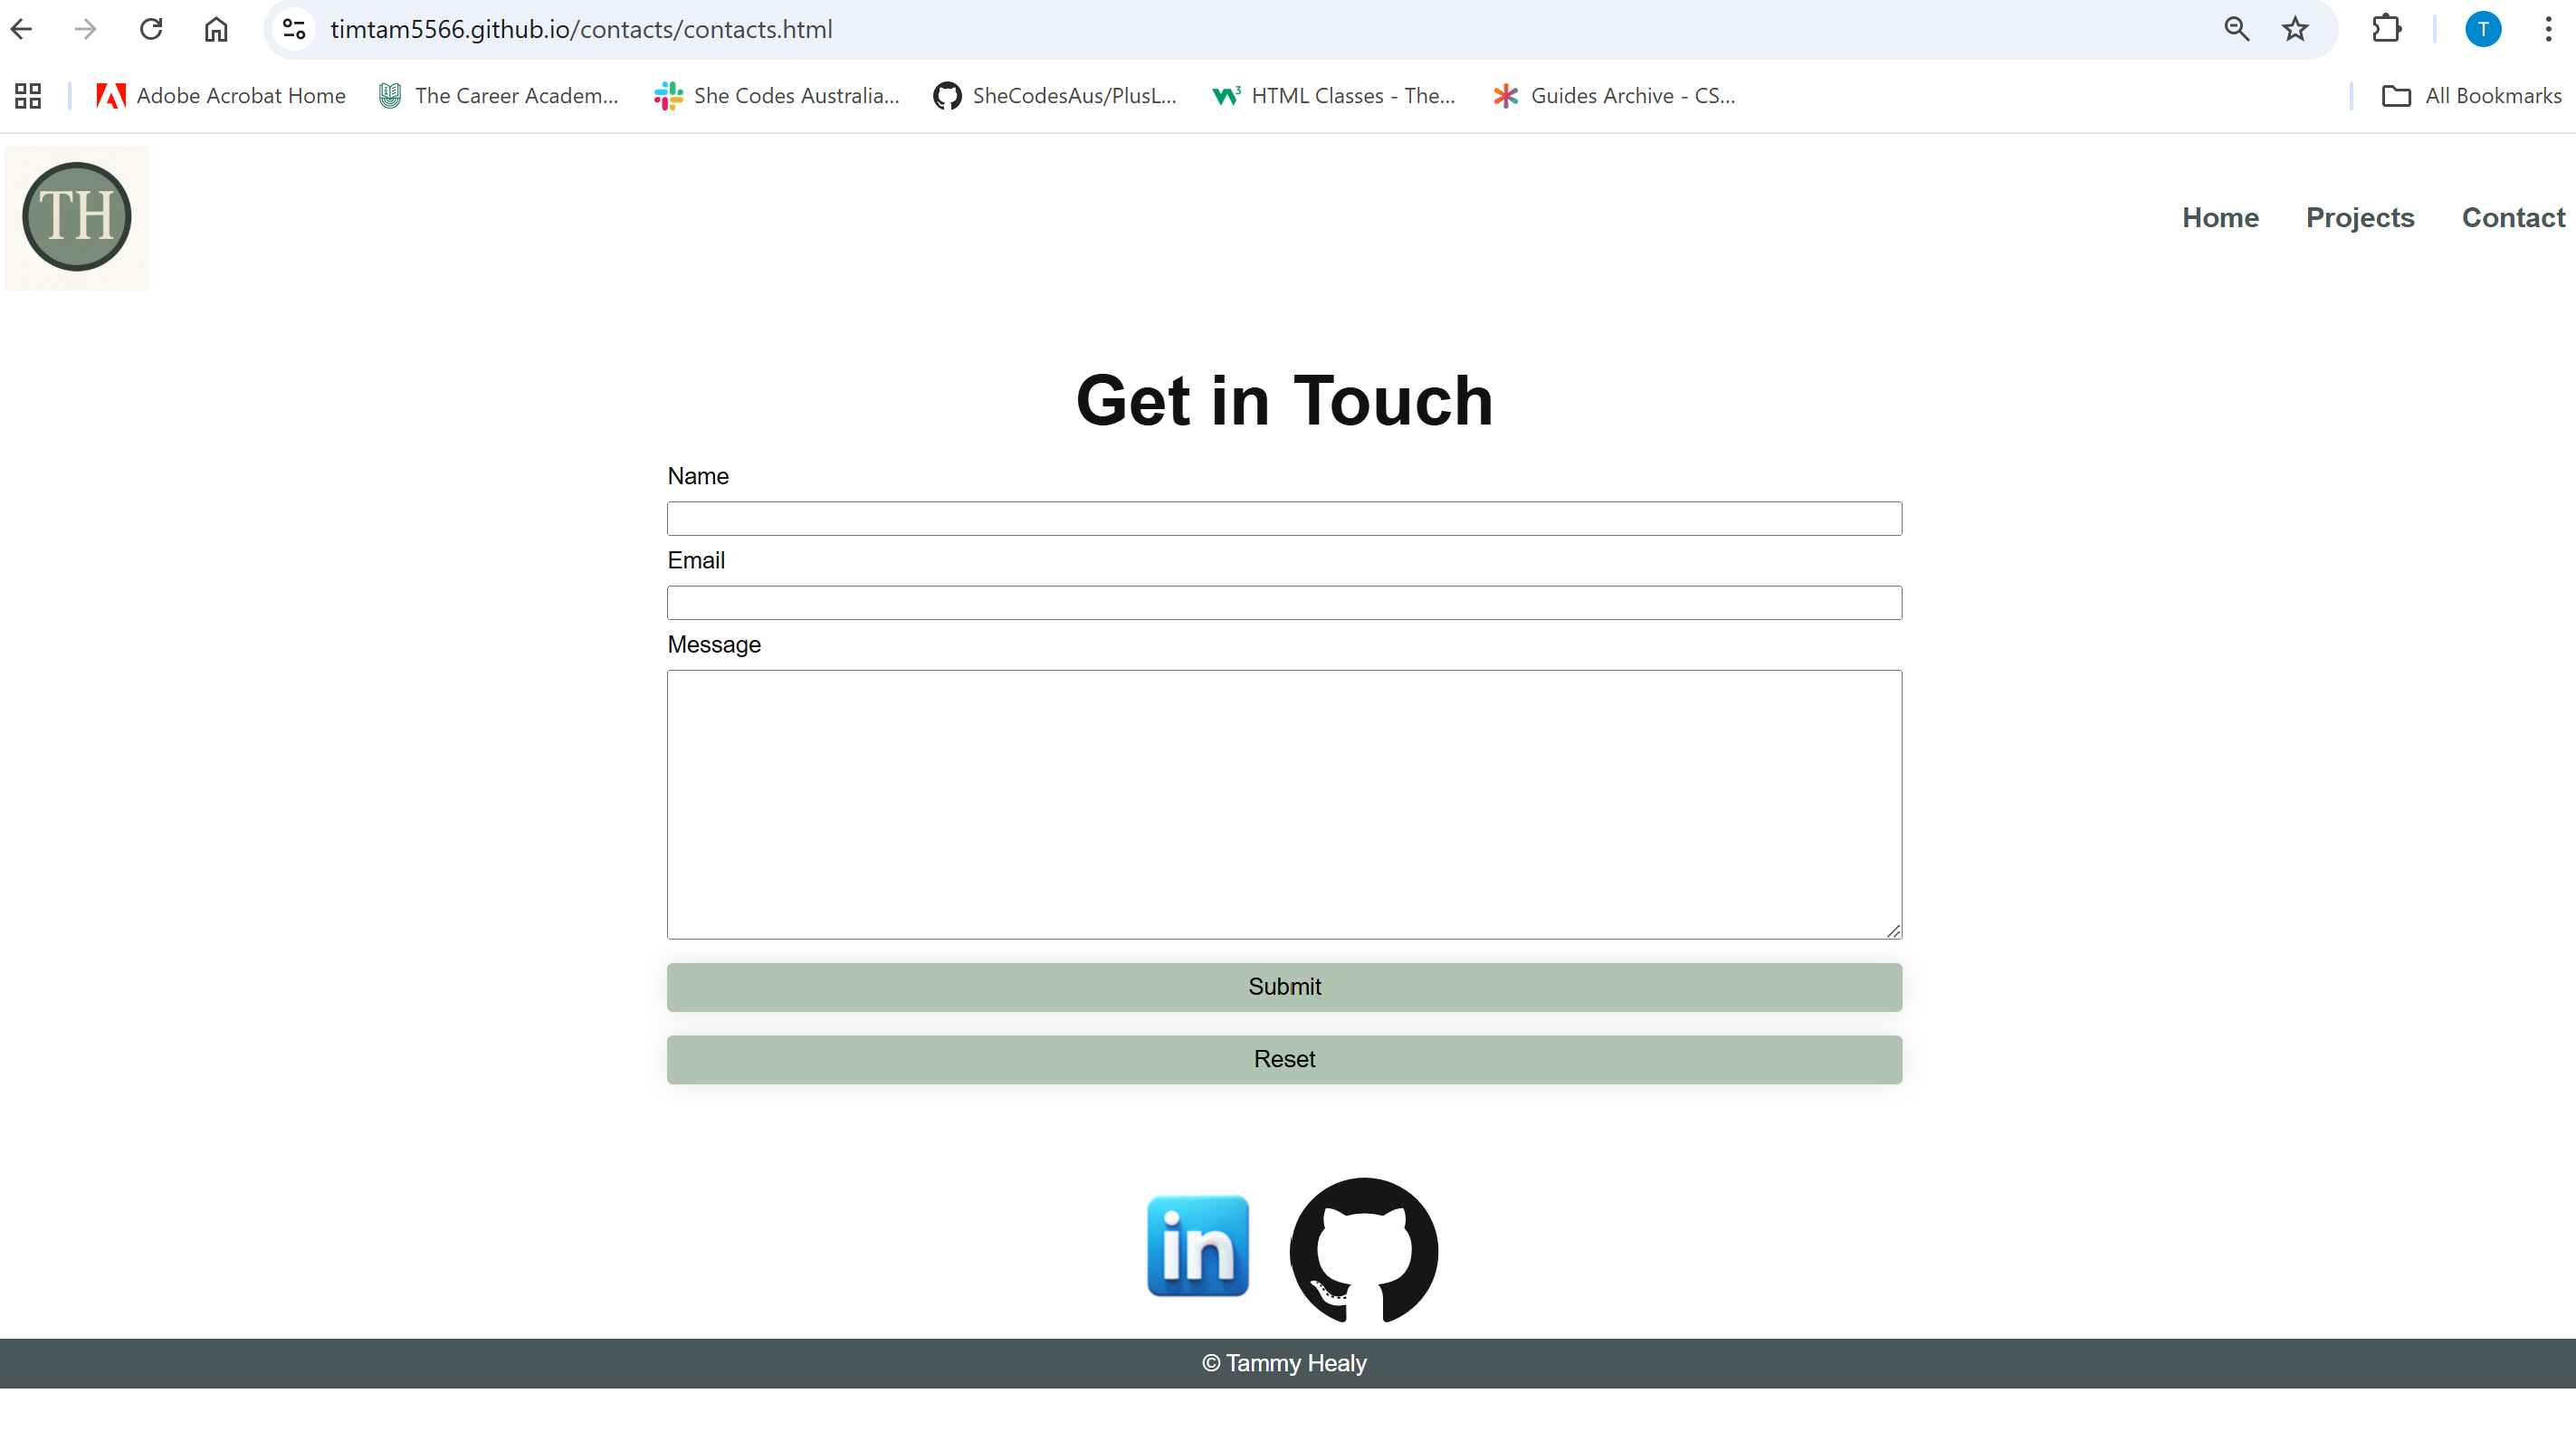 timtam5566.github.io/contacts/contacts.html
T
Adobe Acrobat Home
The Career Academ...
She Codes Australia...
SheCodesAus/PlusL...
HTML Classes - The...
Guides Archive - CS...
All Bookmarks
TH
Home
Projects
Contact
Get in Touch
Name
Email
Message
Submit
Reset
in
© Tammy Healy